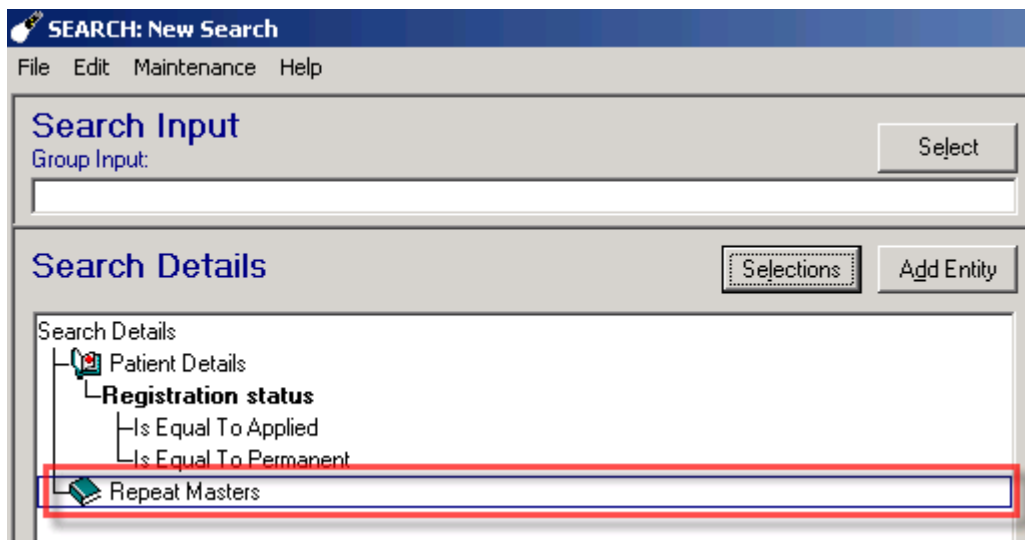 SEARCH: New Search
File Edit Maintenance Help
Search Input
Group Input:
Select
Search Details
Selections
Add Entity
Search Details
Patient Details
Registration status
Is Equal To Applied
Is Equal To Permanent
Repeat Masters